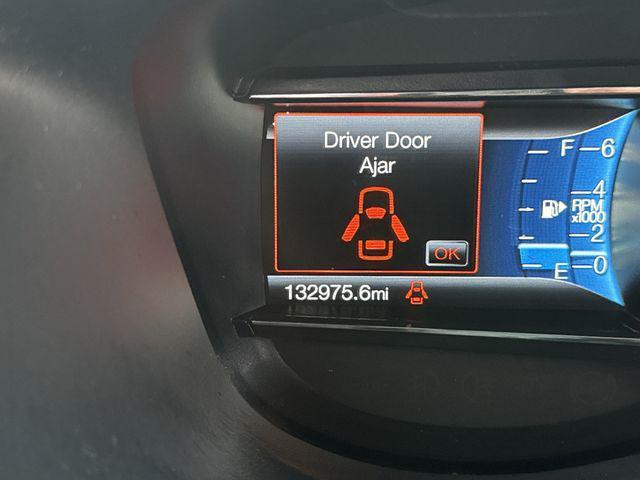 Driver Door
Ajar
OK
132975.6mi
F
E
6
4
RPM
x1000
2
0